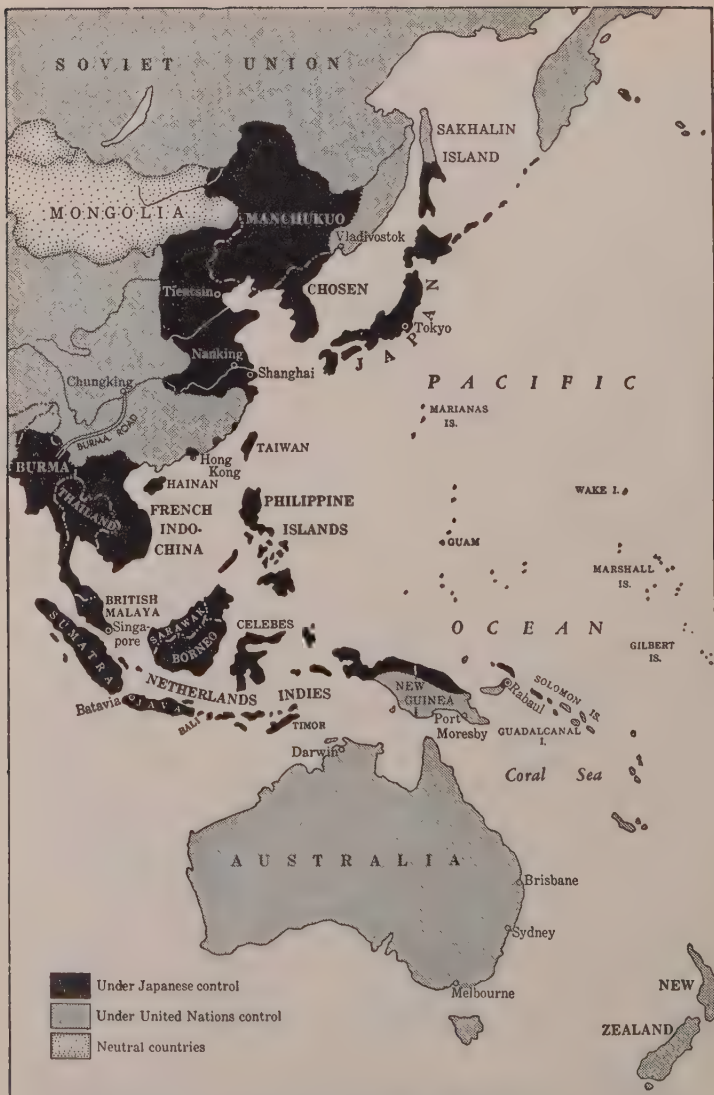 SOVIET UNION
SAKHALIN
ISLAND
MONGOLIA
MANCHUKUO
Vladivostok
Tientsin
CHOSEN
JAPAN
Tokyo
Nanking
Shanghai
Chungking
PACIFIC
MARIANAS
IS.
BURMA ROAD
TAIWAN
BURMA
Hong
Kong
HAINAN
THAILAND
FRENCH
INDO-
CHINA
PHILIPPINE
ISLANDS
WAKE I.
GUAM
MARSHALL
IS.
BRITISH
MALAYA
Singa-
pore
SARAWAK
BORNEO
CELEBES
OCEAN
GILBERT
IS.
SUMATRA
NETHERLANDS INDIES
NEW
GUINEA
Rabaul
SOLOMON IS.
Batavia
JAVA
BALI
TIMOR
Port
Moresby
GUADALCANAL
I.
Darwin
Coral Sea
AUSTRALIA
Brisbane
Sydney
Melbourne
NEW
ZEALAND
Under Japanese control
Under United Nations control
Neutral countries